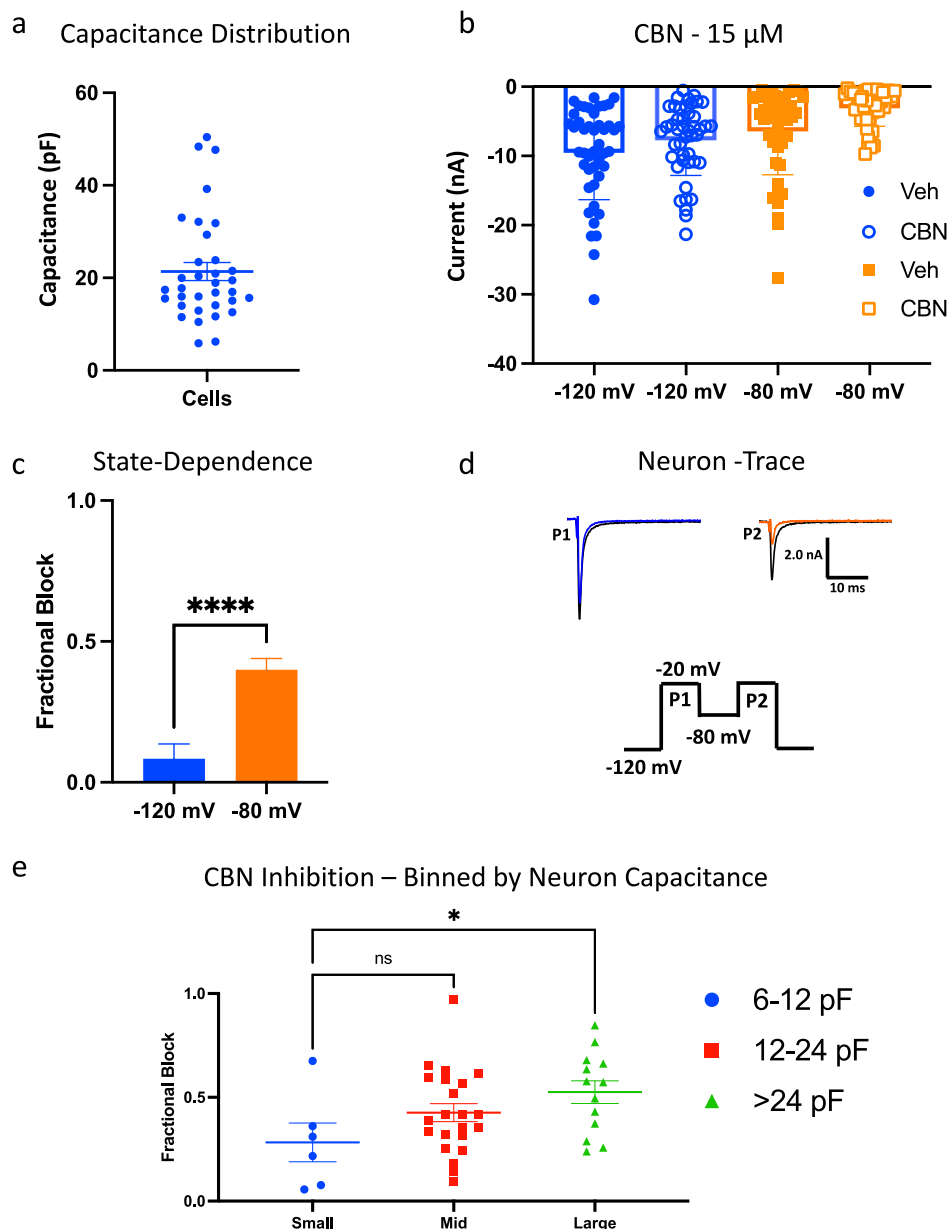 a
Capacitance Distribution
60
40
20
0
Capacitance (pF)
Cells
b
CBN - 15 μM
0
-10
-20
-30
-40
Current (nA)
-120 mV -120 mV -80 mV -80 mV
Veh
CBN
Veh
CBN
c
State-Dependence
1.0
0.5
0.0
Fractional Block
****
-120 mV -80 mV
d
Neuron -Trace
P1
P2
2.0 nA
10 ms
-20 mV
P1
P2
-80 mV
-120 mV
e
CBN Inhibition – Binned by Neuron Capacitance
*
ns
1.0
0.5
0.0
Fractional Block
Small Mid Large
6-12 pF
12-24 pF
>24 pF